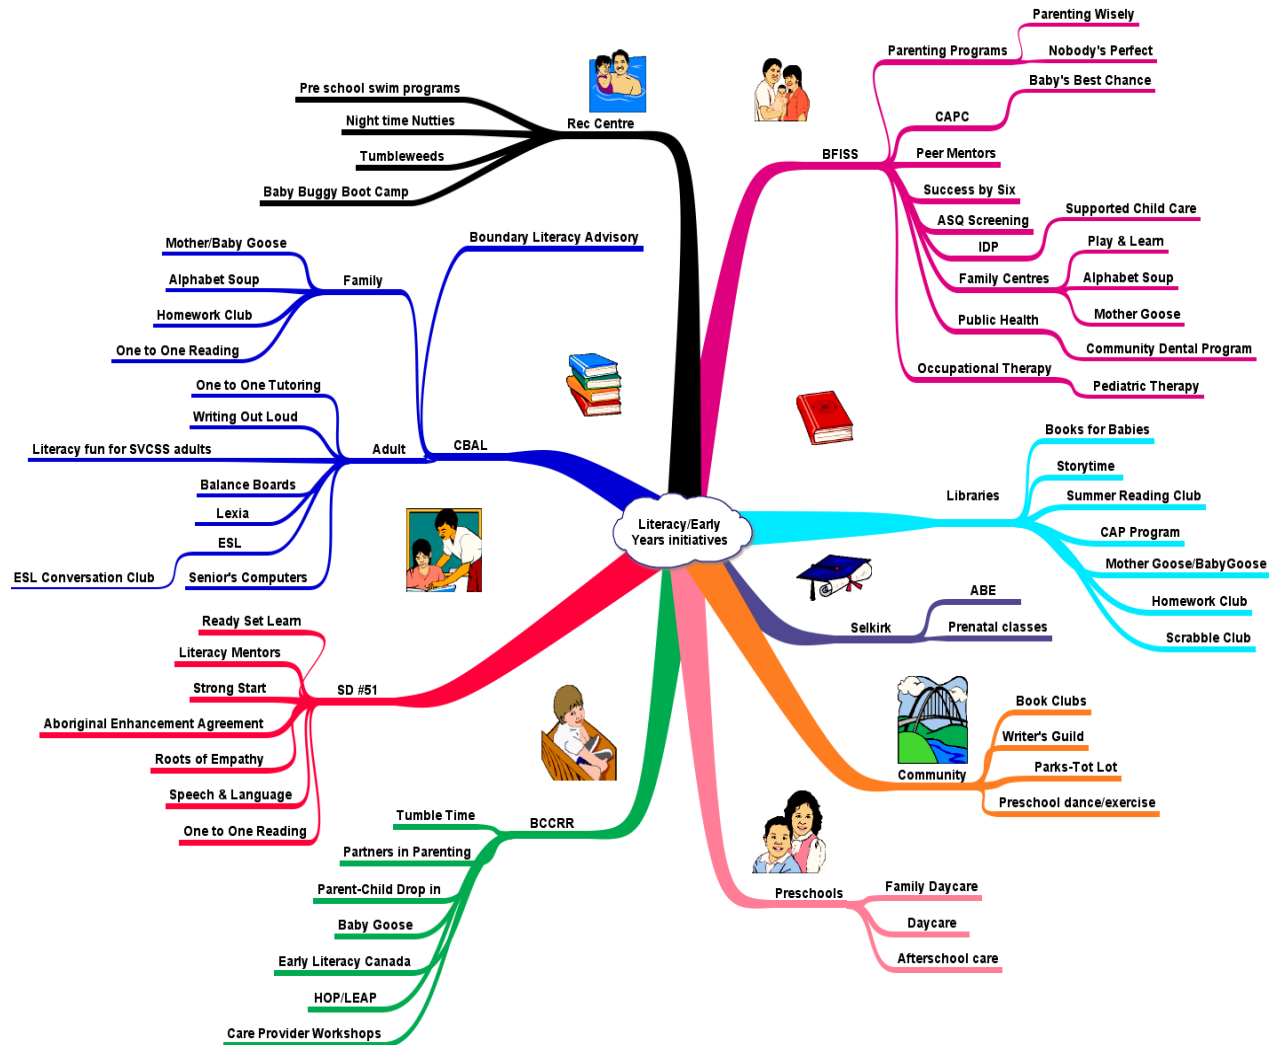 Literacy/Early
Years initiatives
Rec Centre
Pre school swim programs
Night time Nutties
Tumbleweeds
Baby Buggy Boot Camp
CBAL
Boundary Literacy Advisory
Family
Mother/Baby Goose
Alphabet Soup
Homework Club
One to One Reading
Adult
One to One Tutoring
Writing Out Loud
Literacy fun for SVCSS adults
Balance Boards
Lexia
ESL
ESL Conversation Club
Senior's Computers
SD #51
Ready Set Learn
Literacy Mentors
Strong Start
Aboriginal Enhancement Agreement
Roots of Empathy
Speech & Language
One to One Reading
BCCRR
Tumble Time
Partners in Parenting
Parent-Child Drop in
Baby Goose
Early Literacy Canada
HOP/LEAP
Care Provider Workshops
BFISS
Parenting Programs
Parenting Wisely
Nobody's Perfect
CAPC
Baby's Best Chance
Peer Mentors
Success by Six
ASQ Screening
IDP
Supported Child Care
Family Centres
Play & Learn
Alphabet Soup
Mother Goose
Public Health
Community Dental Program
Occupational Therapy
Pediatric Therapy
Libraries
Books for Babies
Storytime
Summer Reading Club
CAP Program
Mother Goose/BabyGoose
Homework Club
Scrabble Club
Selkirk
ABE
Prenatal classes
Community
Book Clubs
Writer's Guild
Parks-Tot Lot
Preschool dance/exercise
Preschools
Family Daycare
Daycare
Afterschool care